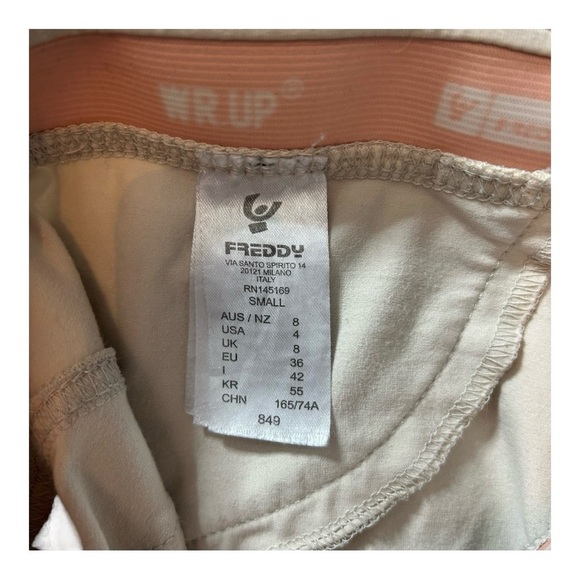 WR.UP®
FREDDY
VIA SANTO SPIRITO 14
20121 MILANO
ITALY
RN145169
SMALL
AUS / NZ 8
USA 4
UK 8
EU 36
I 42
KR 55
CHN 165/74A
849